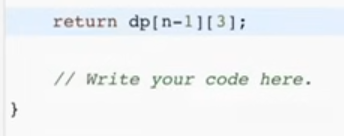 return dp[n-1][3];
// Write your code here.
}